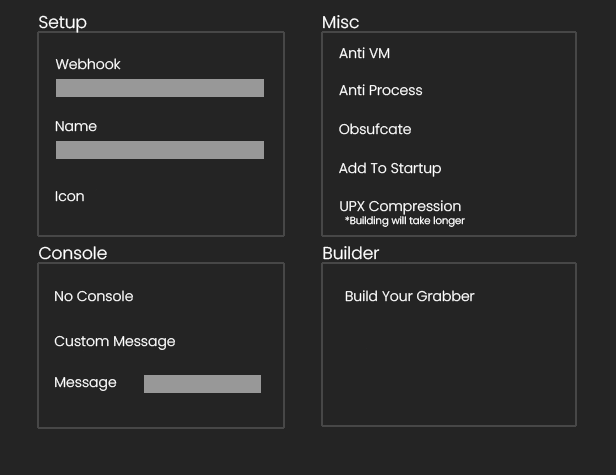 Setup
Webhook
Name
Icon
Misc
Anti VM
Anti Process
Obsufcate
Add To Startup
UPX Compression
*Building will take longer
Console
No Console
Custom Message
Message
Builder
Build Your Grabber